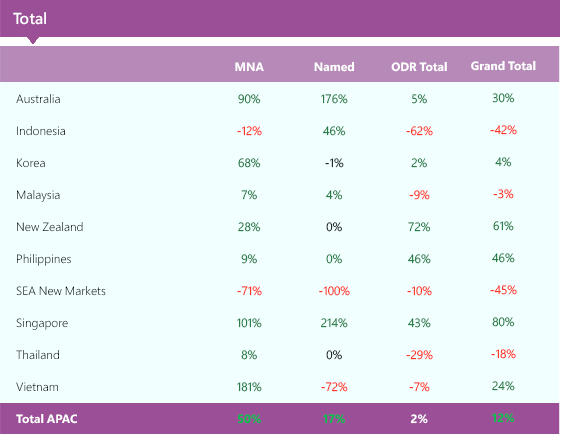 Total
MNA Named ODR Total Grand Total
Australia 90% 176% 5% 30%
Indonesia -12% 46% -62% -42%
Korea 68% -1% 2% 4%
Malaysia 7% 4% -9% -3%
New Zealand 28% 0% 72% 61%
Philippines 9% 0% 46% 46%
SEA New Markets -71% -100% -10% -45%
Singapore 101% 214% 43% 80%
Thailand 8% 0% -29% -18%
Vietnam 181% -72% -7% 24%
Total APAC 50% 17% 2% 12%